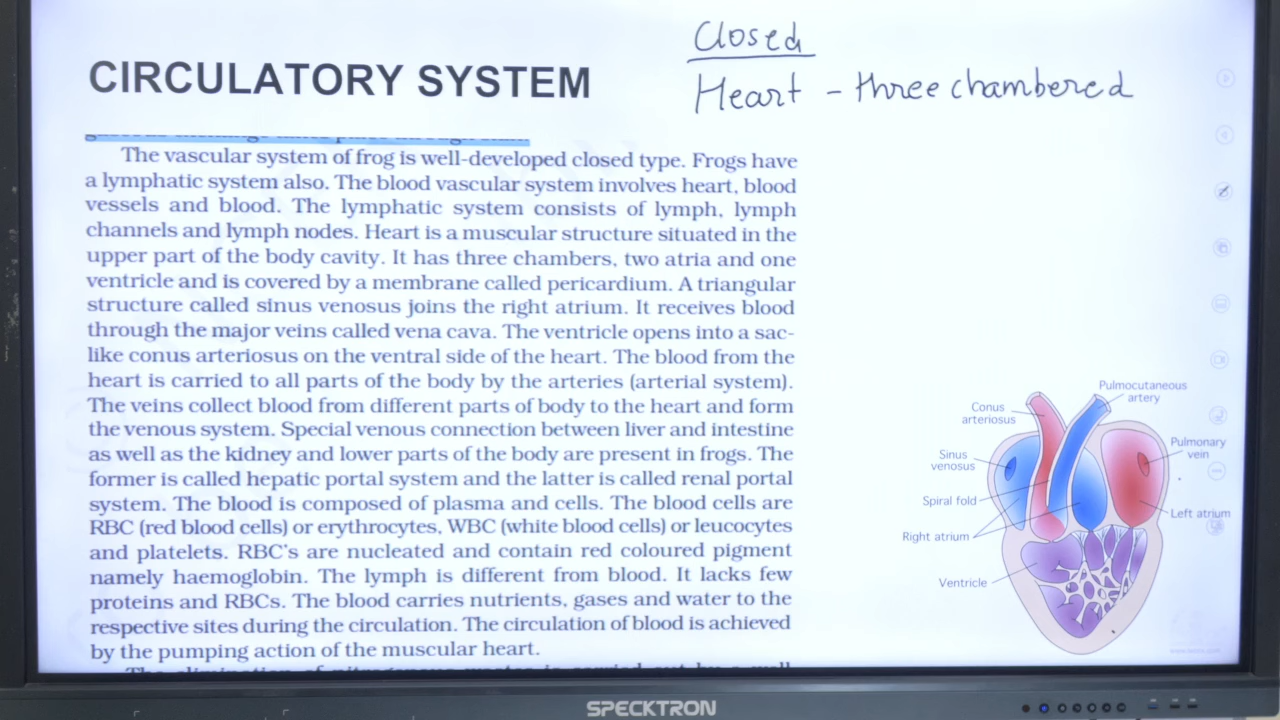 Closed
CIRCULATORY SYSTEM
Heart - three chambered
The vascular system of frog is well-developed closed type. Frogs have
a lymphatic system also. The blood vascular system involves heart, blood
vessels and blood. The lymphatic system consists of lymph, lymph
channels and lymph nodes. Heart is a muscular structure situated in the
upper part of the body cavity. It has three chambers, two atria and one
ventricle and is covered by a membrane called pericardium. A triangular
structure called sinus venosus joins the right atrium. It receives blood
through the major veins called vena cava. The ventricle opens into a sac-
like conus arteriosus on the ventral side of the heart. The blood from the
heart is carried to all parts of the body by the arteries (arterial system).
The veins collect blood from different parts of body to the heart and form
the venous system. Special venous connection between liver and intestine
as well as the kidney and lower parts of the body are present in frogs. The
former is called hepatic portal system and the latter is called renal portal
system. The blood is composed of plasma and cells. The blood cells are
RBC (red blood cells) or erythrocytes, WBC (white blood cells) or leucocytes
and platelets. RBC's are nucleated and contain red coloured pigment
namely haemoglobin. The lymph is different from blood. It lacks few
proteins and RBCs. The blood carries nutrients, gases and water to the
respective sites during the circulation. The circulation of blood is achieved
by the pumping action of the muscular heart.
Pulmocutaneous
artery
Conus
arteriosus
Pulmonary
vein
Sinus
venosus
Spiral fold
Left atrium
Right atrium
Ventricle
SPECKTRON